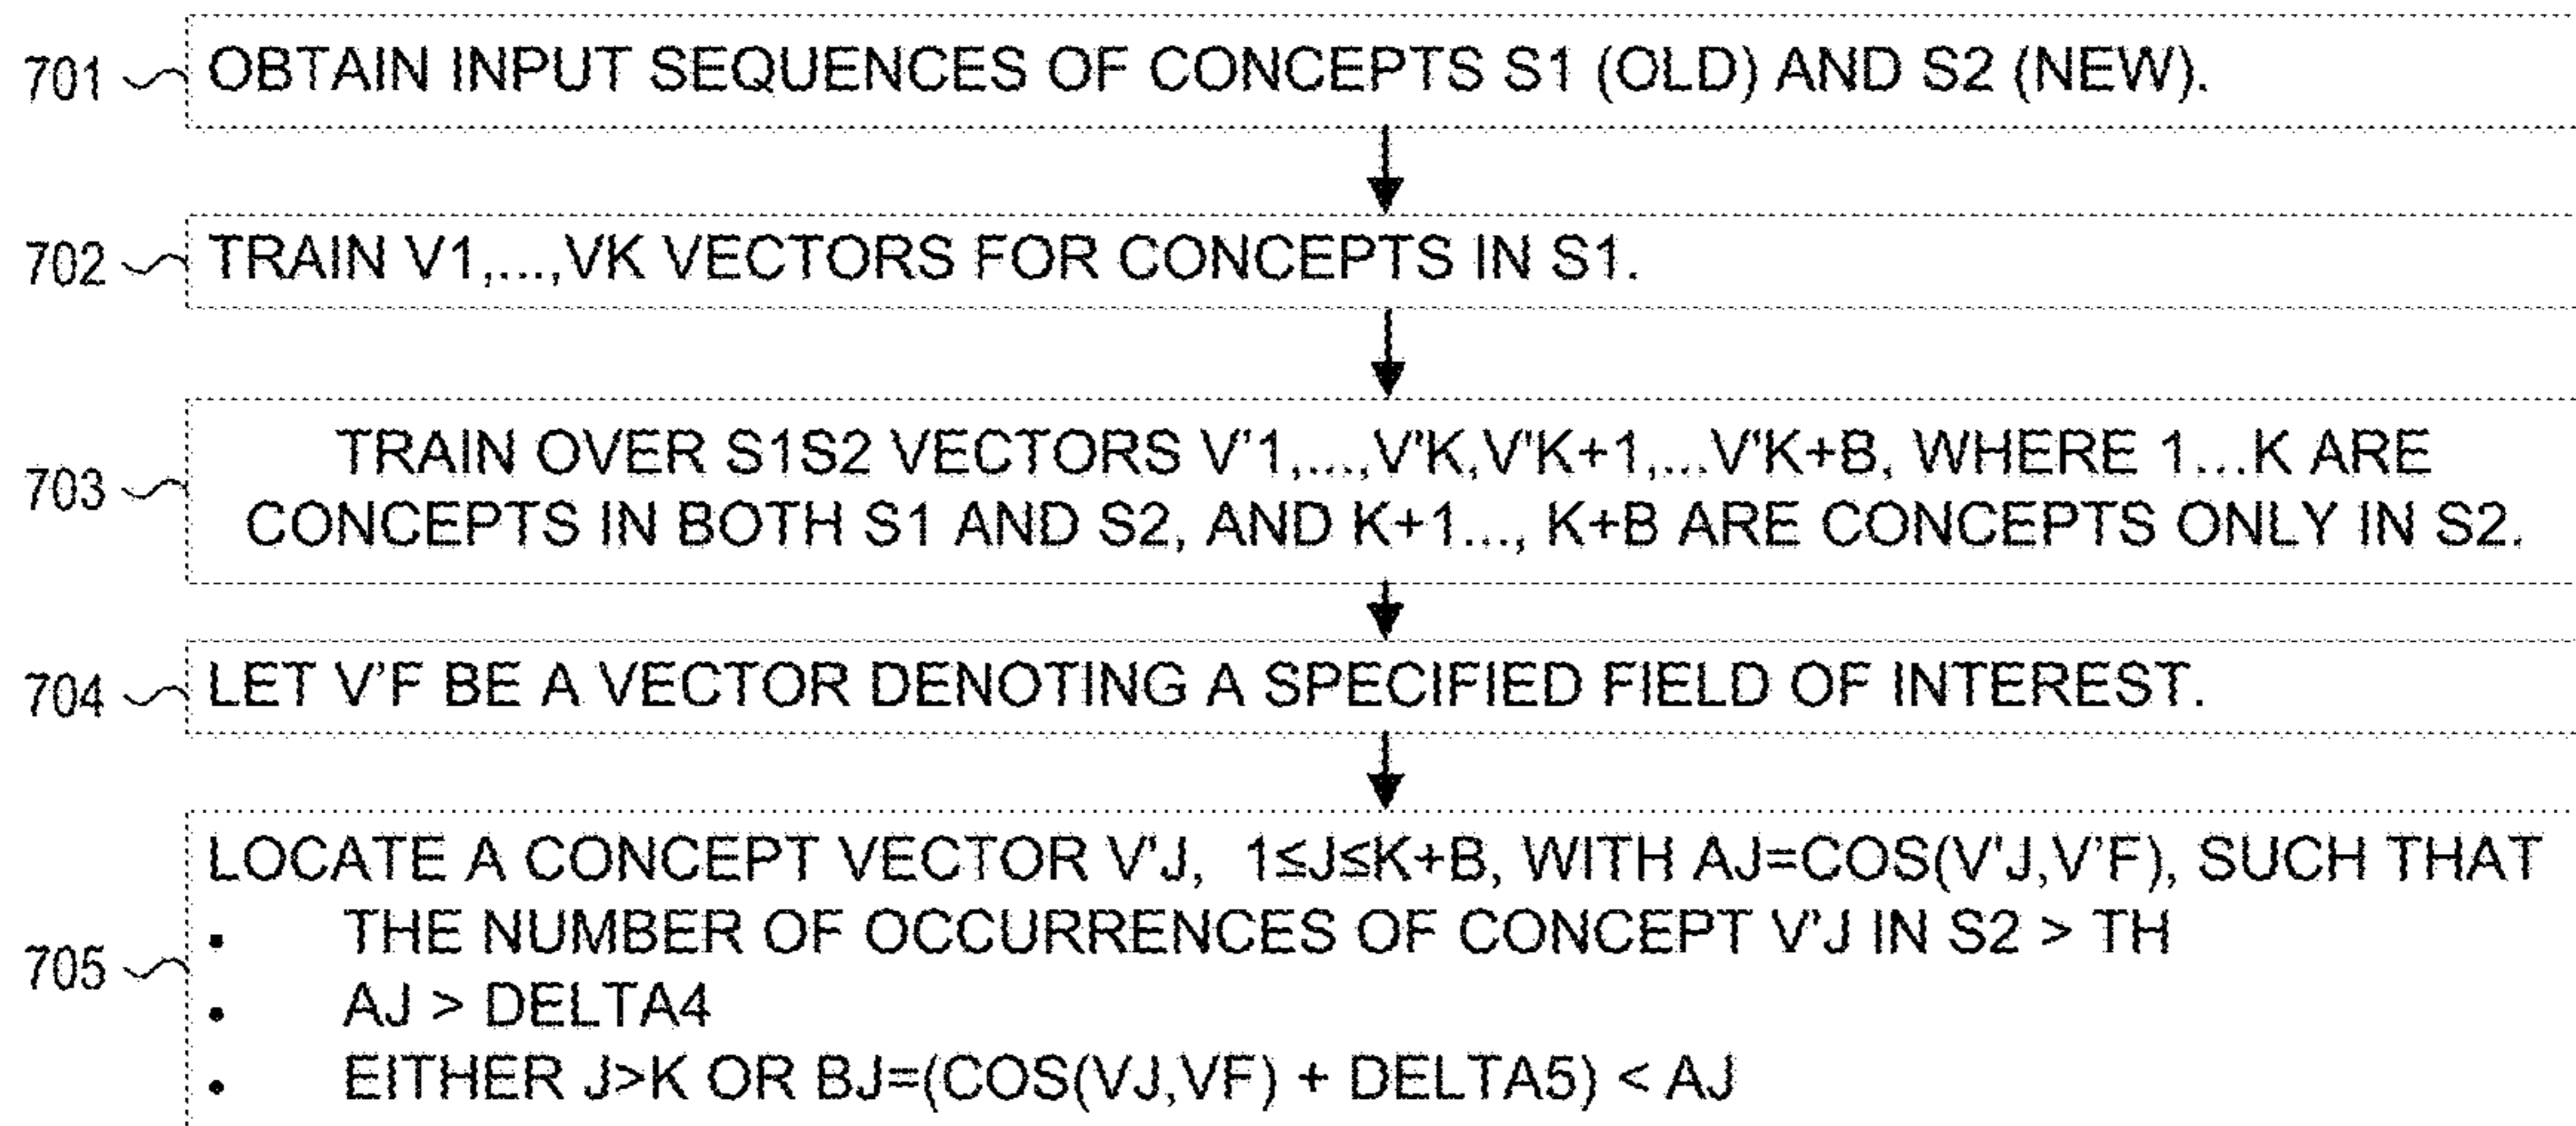 701 OBTAIN INPUT SEQUENCES OF CONCEPTS S1 (OLD) AND S2 (NEW).
702 TRAIN V1,...,VK VECTORS FOR CONCEPTS IN S1.
TRAIN OVER S1S2 VECTORS V'1,...,V'K,V'K+1,...V'K+B, WHERE 1...K ARE
703 CONCEPTS IN BOTH S1 AND S2, AND K+1..., K+B ARE CONCEPTS ONLY IN S2.
704 LET V'F BE A VECTOR DENOTING A SPECIFIED FIELD OF INTEREST.
LOCATE A CONCEPT VECTOR V'J, 1≤J≤K+B, WITH AJ=COS(V'J,V'F), SUCH THAT
• THE NUMBER OF OCCURRENCES OF CONCEPT V'J IN S2 > TH
705 • AJ > DELTA4
• EITHER J>K OR BJ=(COS(VJ,VF) + DELTA5) < AJ